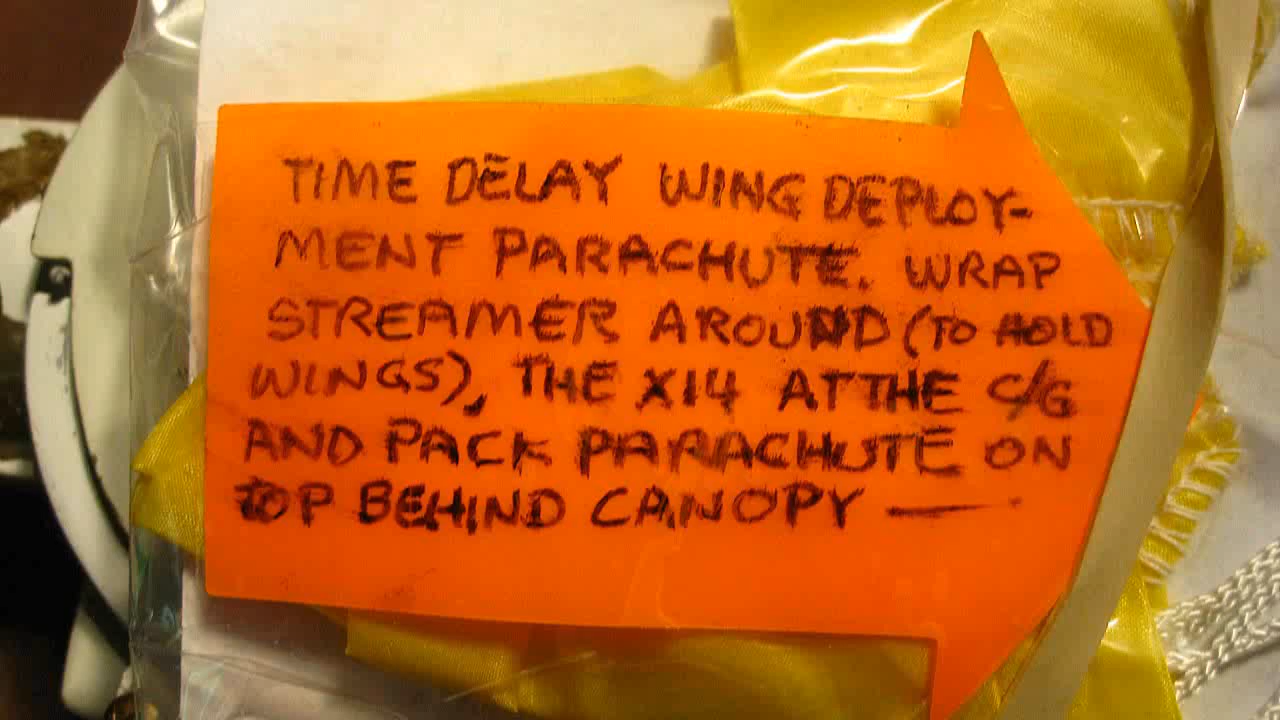 TIME DELAY WING DEPLOY-
MENT PARACHUTE. WRAP
STREAMER AROUND (TO HOLD
WINGS), THE X14 AT THE C/G
AND PACK PARACHUTE ON
TOP BEHIND CANOPY —